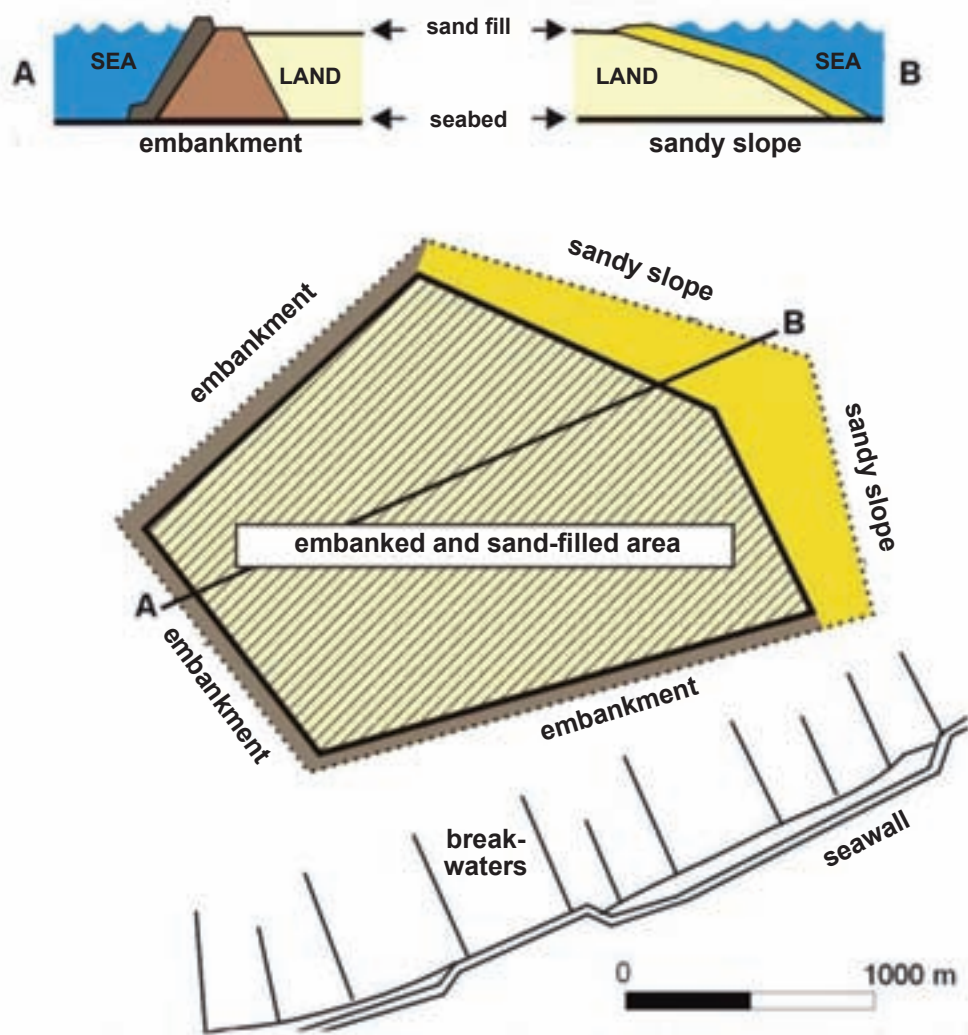 sand fill
A
SEA
LAND
LAND
SEA
B
seabed
embankment
sandy slope
sandy slope
embankment
B
sandy slope
embanked and sand-filled area
A
embankment
embankment
break-
waters
seawall
0
1000 m